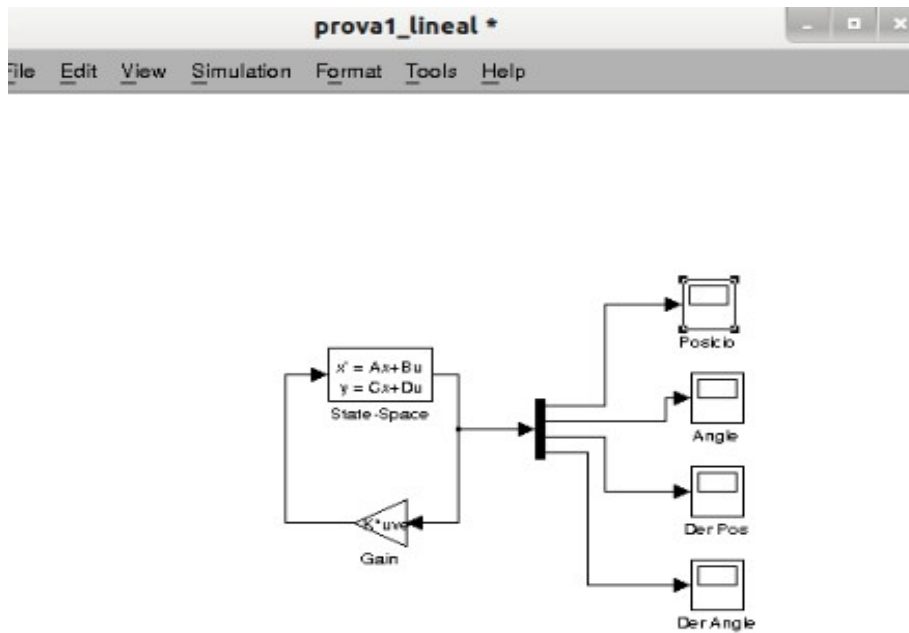 prova1_lineal *
File Edit View Simulation Format Tools Help
Posicio
x' = Ax+Bu
y = Cx+Du
State-Space
Angle
K*uve
Der Pos
Gain
Der Angle